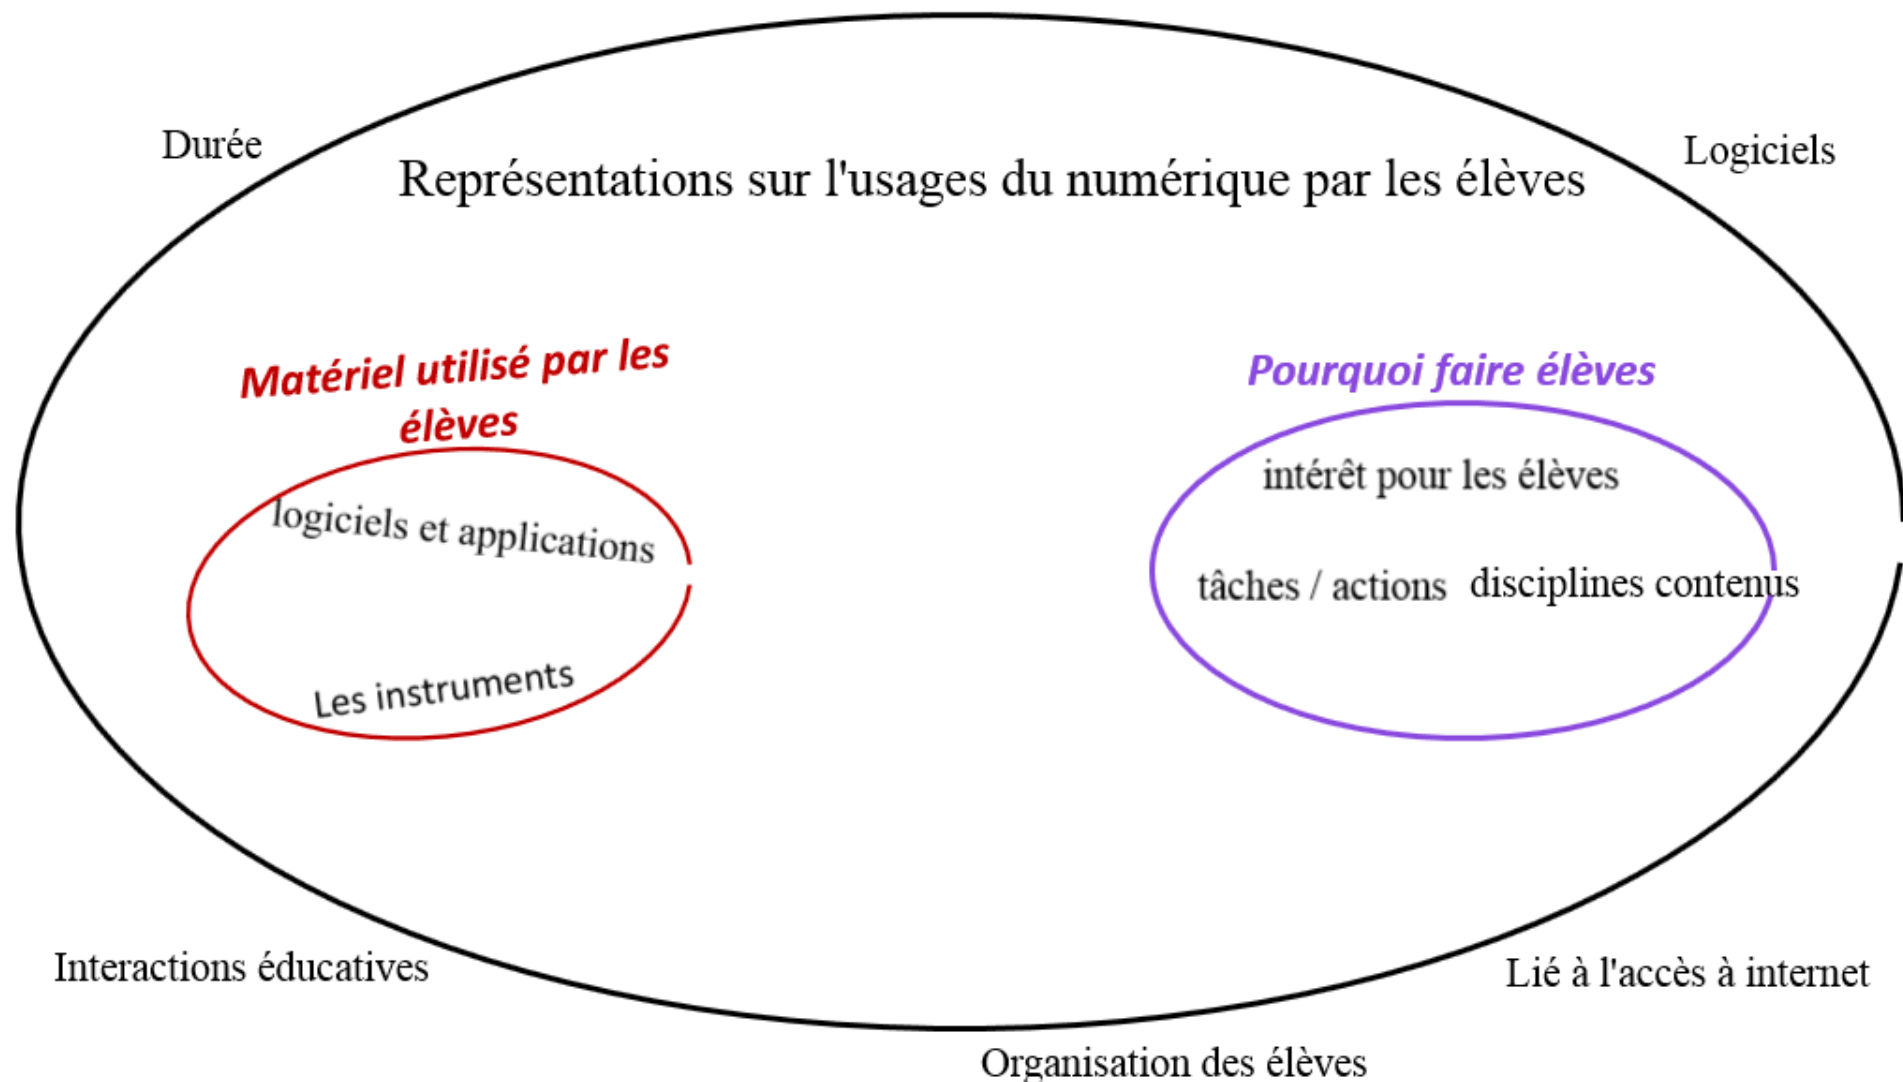 Durée
Logiciels
Représentations sur l'usages du numérique par les élèves
Matériel utilisé par les
élèves
logiciels et applications
Les instruments
Pourquoi faire élèves
intérêt pour les élèves
tâches / actions
disciplines contenus
Interactions éducatives
Lié à l'accès à internet
Organisation des élèves